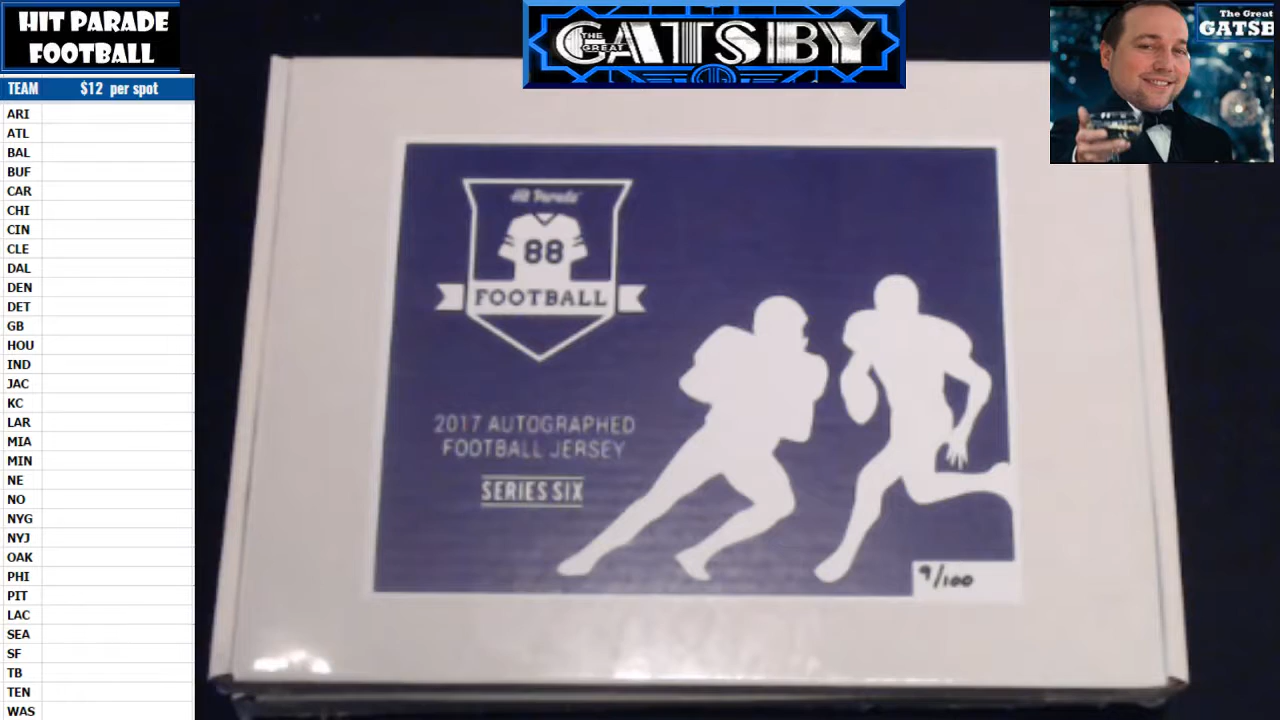 HIT PARADE
FOOTBALL
TEAM $12 per spot
ARI
ATL
BAL
BUF
CAR
CHI
CIN
CLE
DAL
DEN
DET
GB
HOU
IND
JAC
KC
LAR
MIA
MIN
NE
NO
NYG
NYJ
OAK
PHI
PIT
LAC
SEA
SF
TB
TEN
WAS
THE
GREAT
GATSBY
The Great
GATSB
Hit Parade
88
FOOTBALL
2017 AUTOGRAPHED
FOOTBALL JERSEY
SERIES SIX
9/100